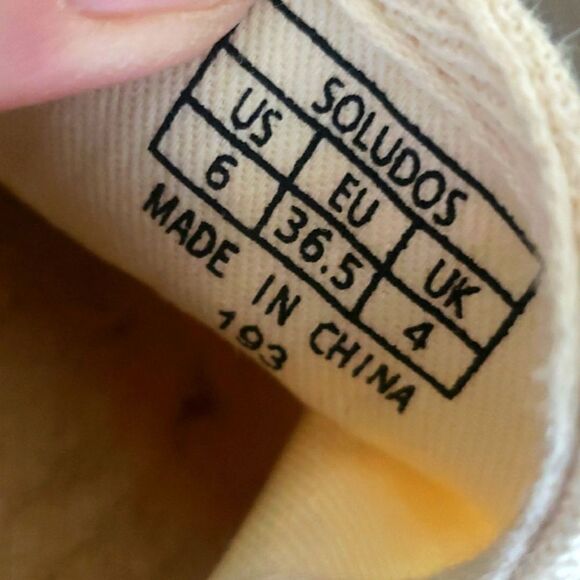 SOLUDOS
US EU UK
6 36.5 4
MADE IN CHINA
193